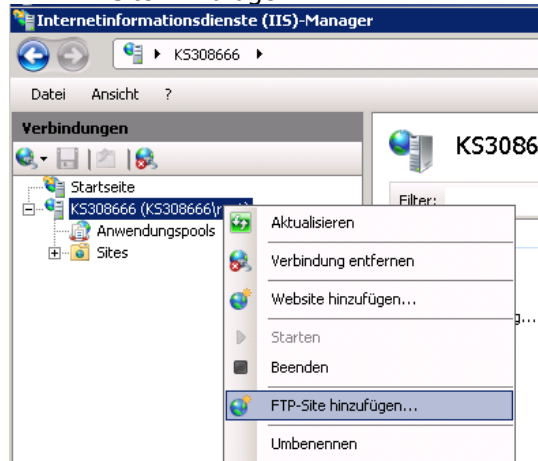 Internetinformationsdienste (IIS)-Manager
KS308666
Datei Ansicht ?
Verbindungen
KS3086
Startseite
Filter:
KS308666 (KS308666\
Anwendungspools
Sites
Aktualisieren
Verbindung entfernen
Website hinzufügen...
Starten
Beenden
FTP-Site hinzufügen...
Umbenennen